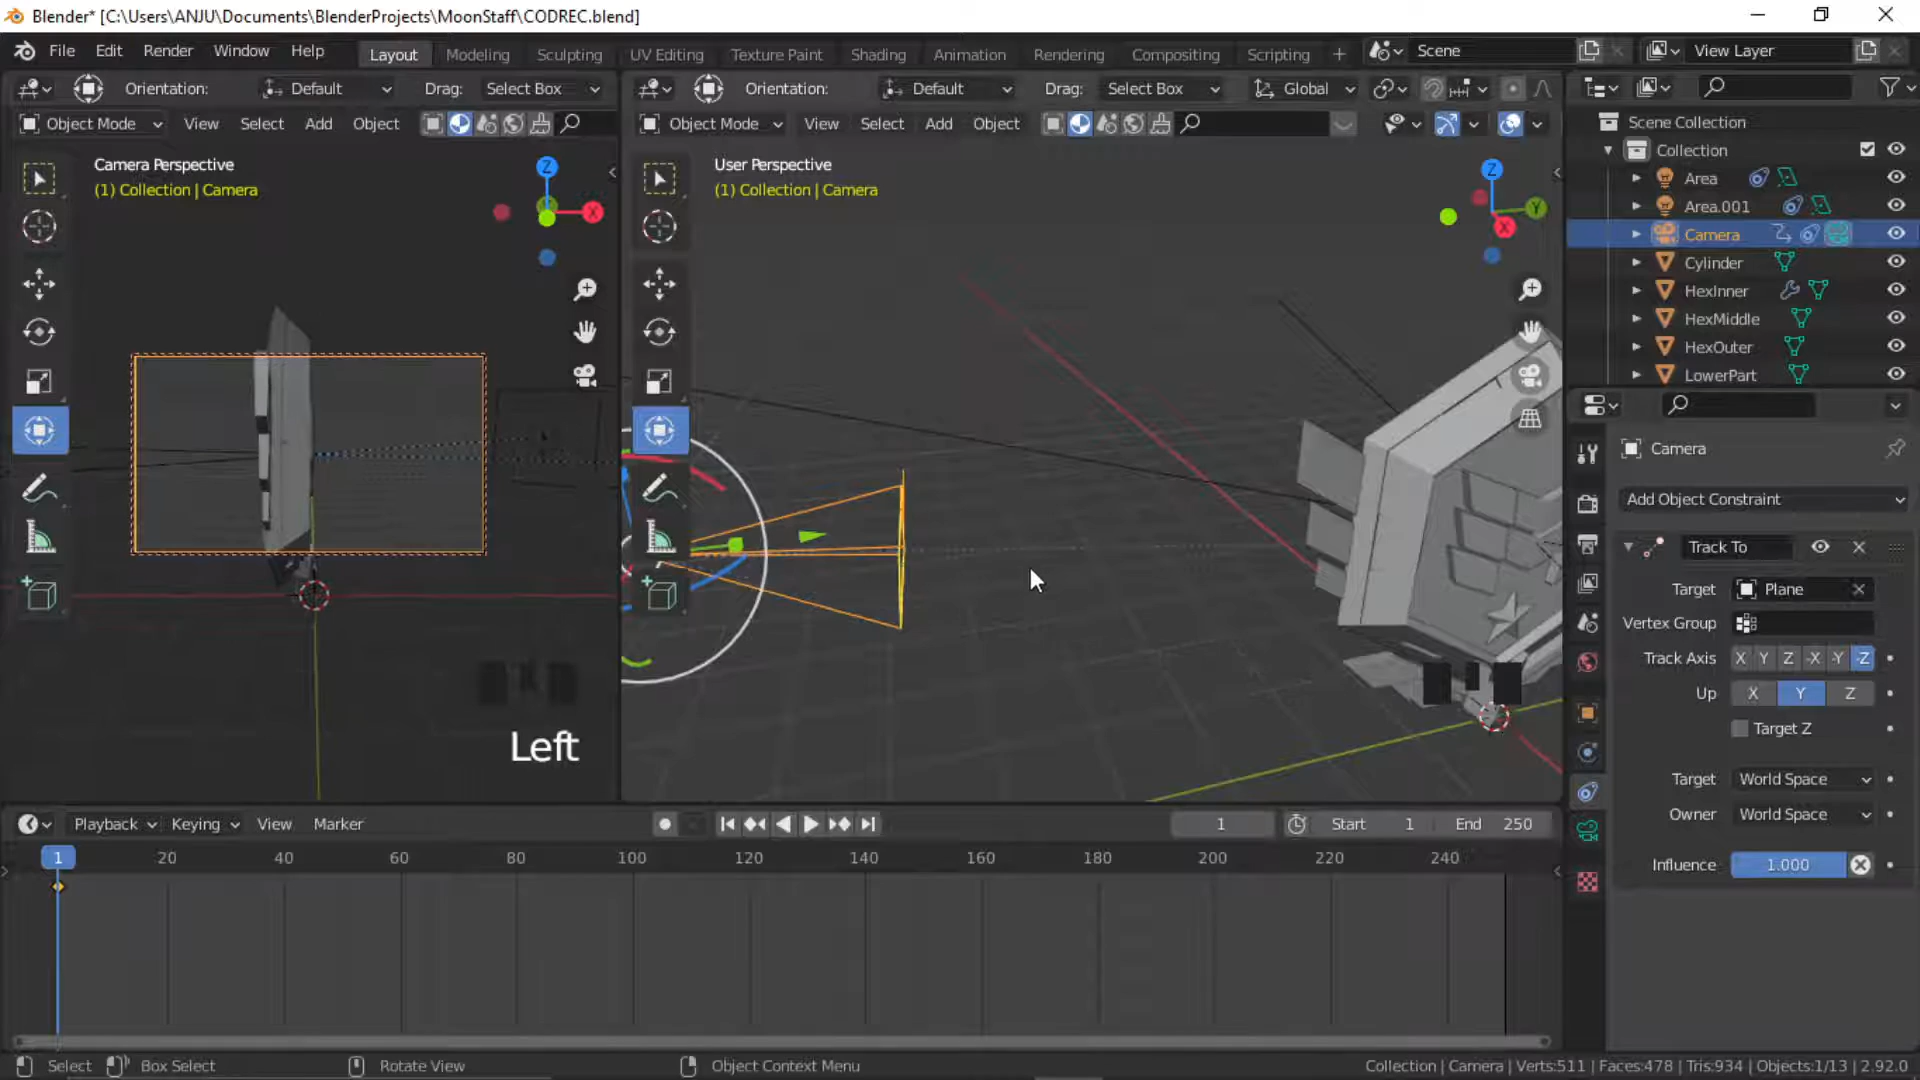 Blender* [C:\Users\ANJU\Documents\BlenderProjects\MoonStaff\CODREC.blend]
File Edit Render Window Help Layout Modeling Sculpting UV Editing Texture Paint Shading Animation Rendering Compositing Scripting + Scene View Layer
Orientation: Default Drag: Select Box Orientation: Default Drag: Select Box Global
Object Mode View Select Add Object Object Mode View Select Add Object
Scene Collection
Collection
Area
Area.001
Camera
Cylinder
HexInner
HexMiddle
HexOuter
LowerPart
Camera Perspective
(1) Collection | Camera
Z
X
User Perspective
(1) Collection | Camera
Z
Y
X
Left
Camera
Add Object Constraint
Track To
Target Plane
Vertex Group
Track Axis X Y Z -X -Y -Z
Up X Y Z
Target Z
Target World Space
Owner World Space
Influence 1.000
Playback Keying View Marker 1 Start 1 End 250
1 20 40 60 80 100 120 140 160 180 200 220 240
Select Box Select Rotate View Object Context Menu Collection | Camera | Verts:511 | Faces:478 | Tris:934 | Objects:1/13 | 2.92.0